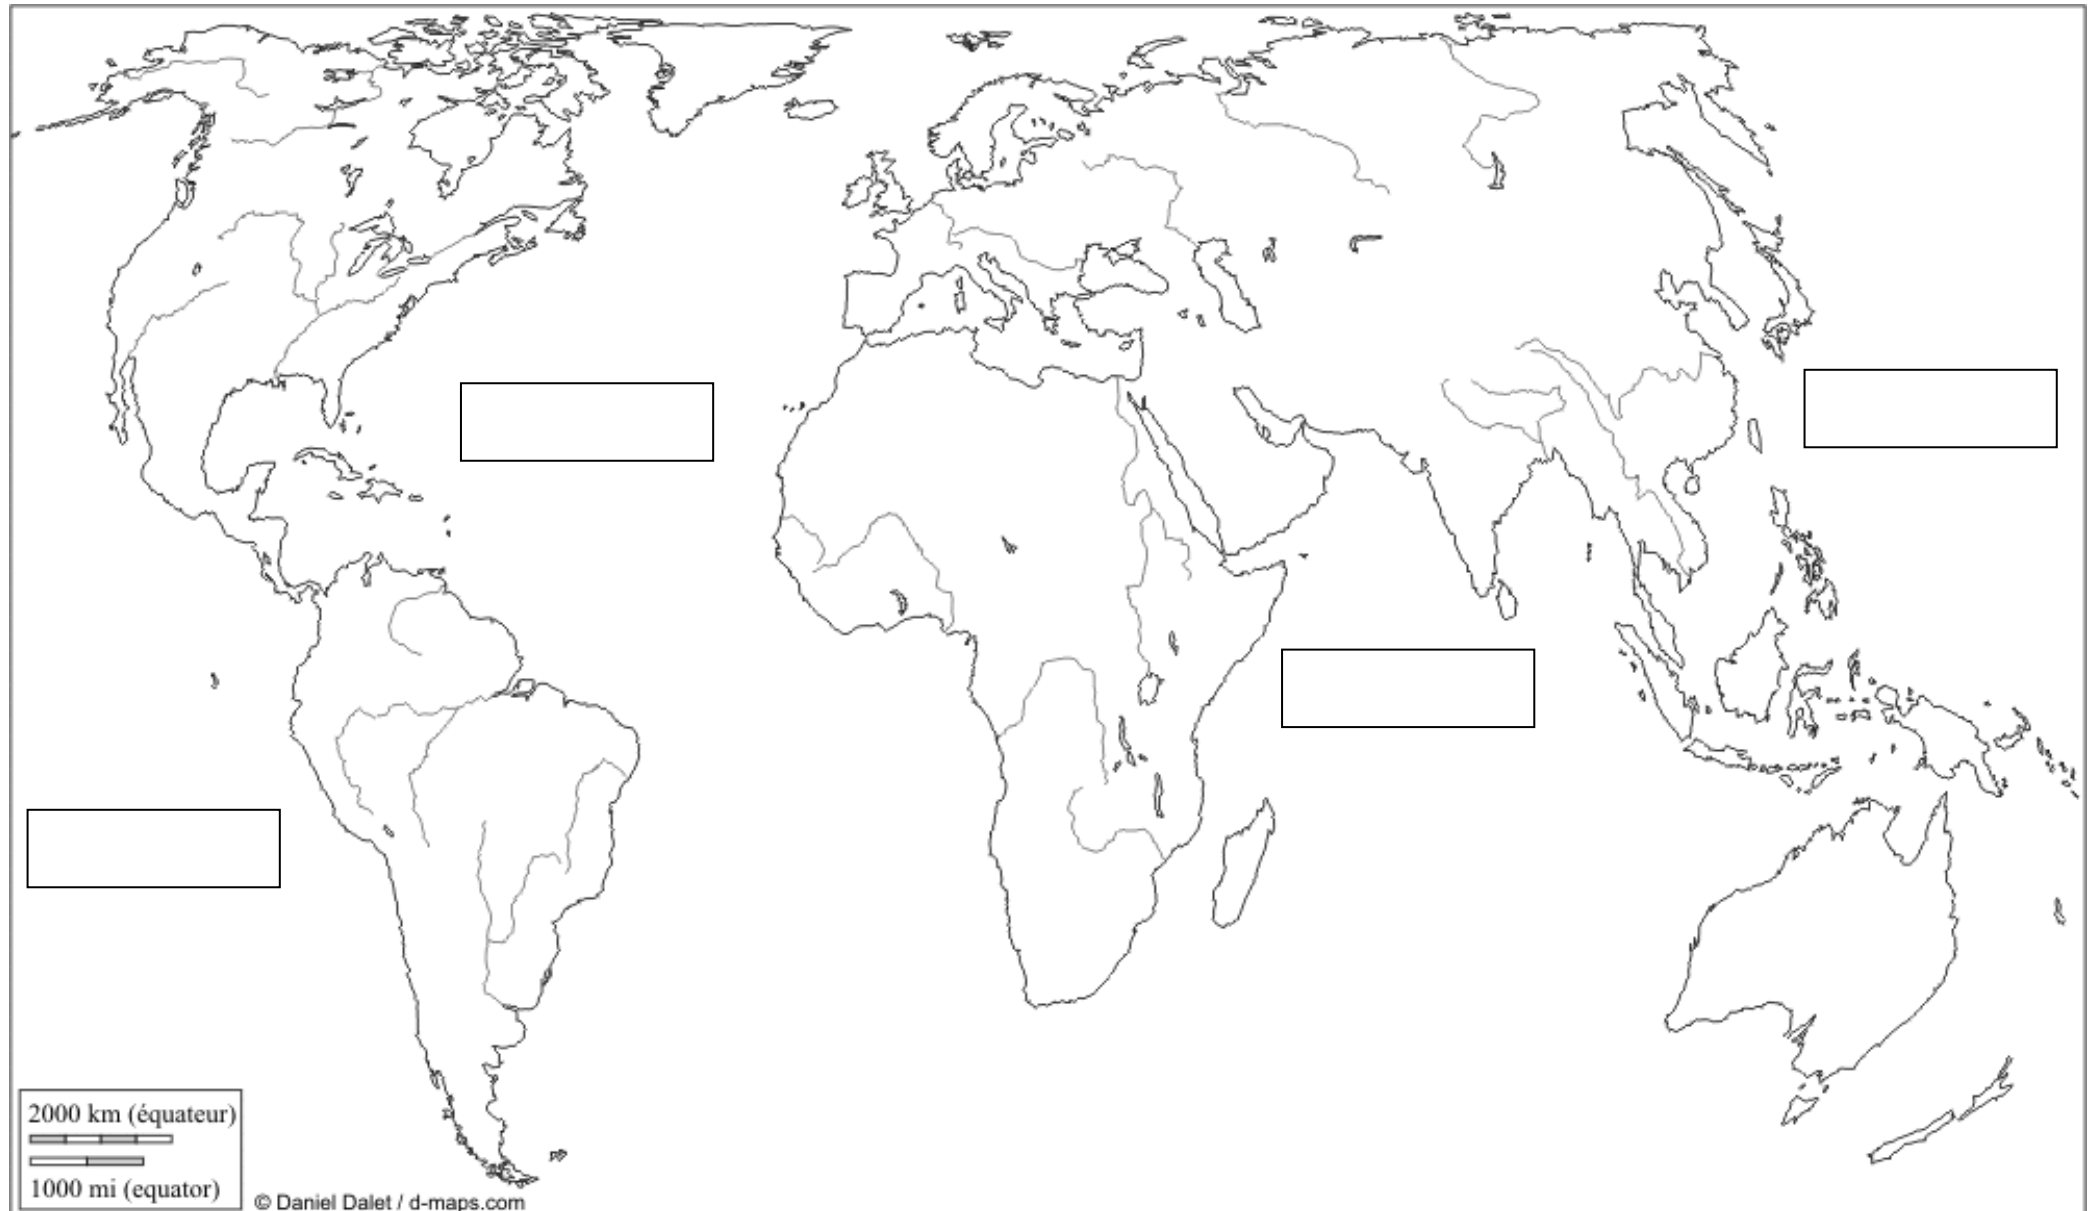 2000 km (équateur)
1000 mi (equator)
© Daniel Dalet / d-maps.com